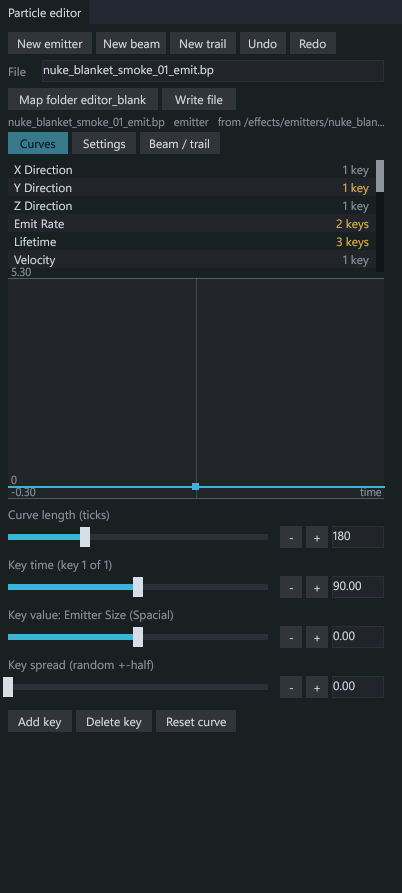 Particle editor
New emitter New beam New trail Undo Redo
File nuke_blanket_smoke_01_emit.bp
Map folder editor_blank Write file
nuke_blanket_smoke_01_emit.bp emitter from /effects/emitters/nuke_blan...
Curves Settings Beam / trail
X Direction 1 key
Y Direction 1 key
Z Direction 1 key
Emit Rate 2 keys
Lifetime 3 keys
Velocity 1 key
5.30
0
-0.30 time
Curve length (ticks)
- + 180
Key time (key 1 of 1)
- + 90.00
Key value: Emitter Size (Spacial)
- + 0.00
Key spread (random +-half)
- + 0.00
Add key Delete key Reset curve